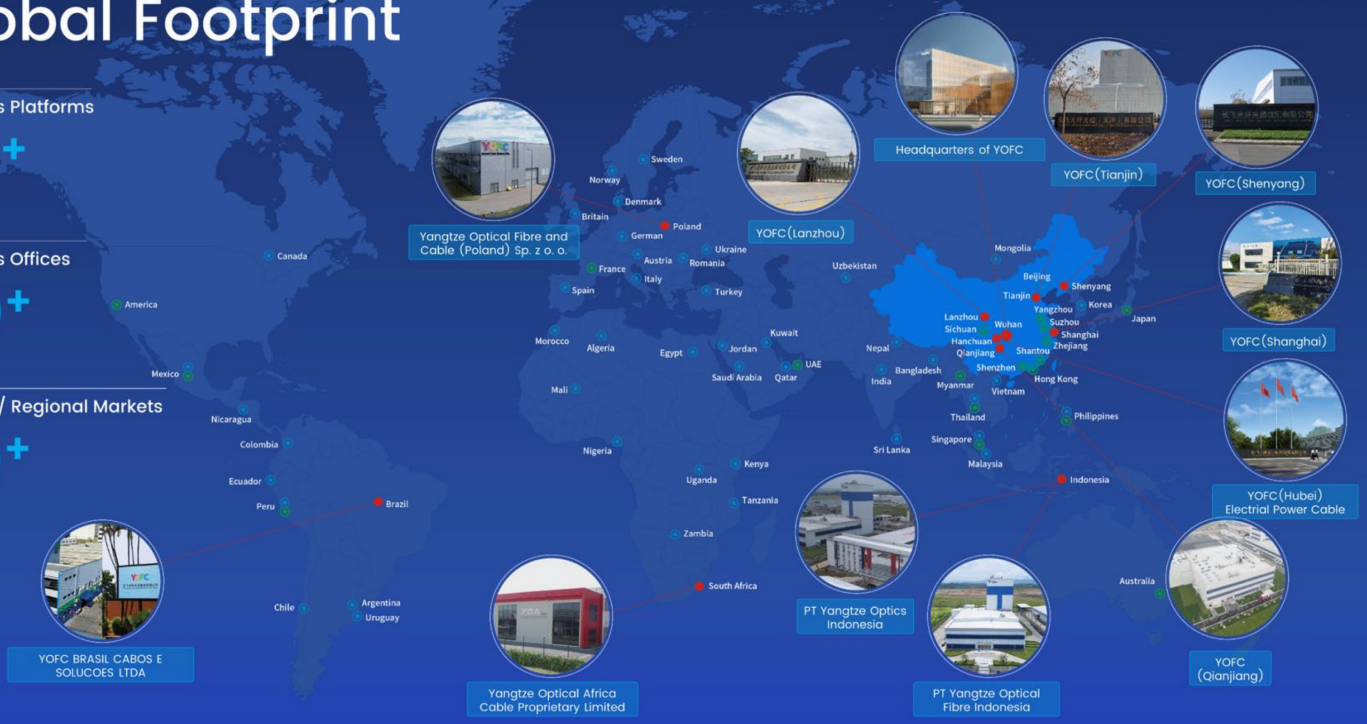 obal Footprint
s Platforms
+
s Offices
+
/ Regional Markets
+
Headquarters of YOFC
YOFC(Tianjin)
YOFC(Shenyang)
YOFC(Lanzhou)
YOFC
Yangtze Optical Fibre and
Cable (Poland) Sp. z o. o.
YOFC(Shanghai)
YOFC(Hubei)
Electrial Power Cable
YOFC
(Qianjiang)
PT Yangtze Optics
Indonesia
PT Yangtze Optical
Fibre Indonesia
Yangtze Optical Africa
Cable Proprietary Limited
YOFC
YOFC BRASIL CABOS E
SOLUCOES LTDA
Canada
America
Mexico
Nicaragua
Colombia
Ecuador
Peru
Brazil
Chile
Argentina
Uruguay
Sweden
Norway
Denmark
Britain
Poland
German
Ukraine
Austria
Romania
France
Italy
Spain
Turkey
Uzbekistan
Morocco
Algeria
Egypt
Jordan
Kuwait
Saudi Arabia
Qatar
UAE
Mali
Nigeria
Kenya
Uganda
Tanzania
Zambia
South Africa
Mongolia
Beijing
Shenyang
Tianjin
Korea
Yangzhou
Japan
Lanzhou
Suzhou
Wuhan
Sichuan
Shanghai
Hanchuan
Zhejiang
Qianjiang
Shantou
Nepal
Bangladesh
Shenzhen
Hong Kong
India
Myanmar
Vietnam
Thailand
Philippines
Sri Lanka
Singapore
Malaysia
Indonesia
Australia